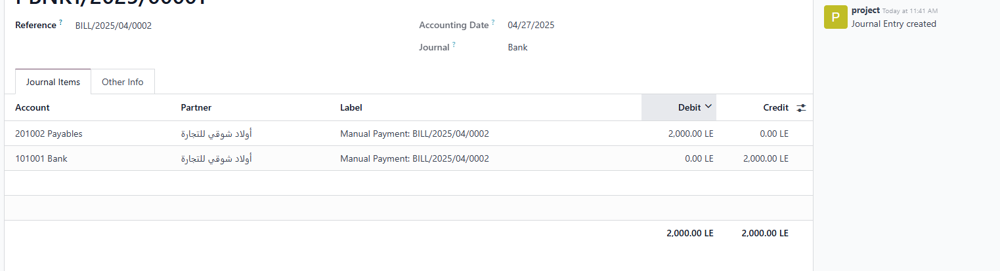 PBNK1/2025/00001
Reference ? BILL/2025/04/0002
Accounting Date ? 04/27/2025
Journal ? Bank
Journal Items Other Info
Account Partner Label Debit Credit
201002 Payables أولاد شوقي للتجارة Manual Payment: BILL/2025/04/0002 2,000.00 LE 0.00 LE
101001 Bank أولاد شوقي للتجارة Manual Payment: BILL/2025/04/0002 0.00 LE 2,000.00 LE
2,000.00 LE 2,000.00 LE
P
project Today at 11:41 AM
Journal Entry created